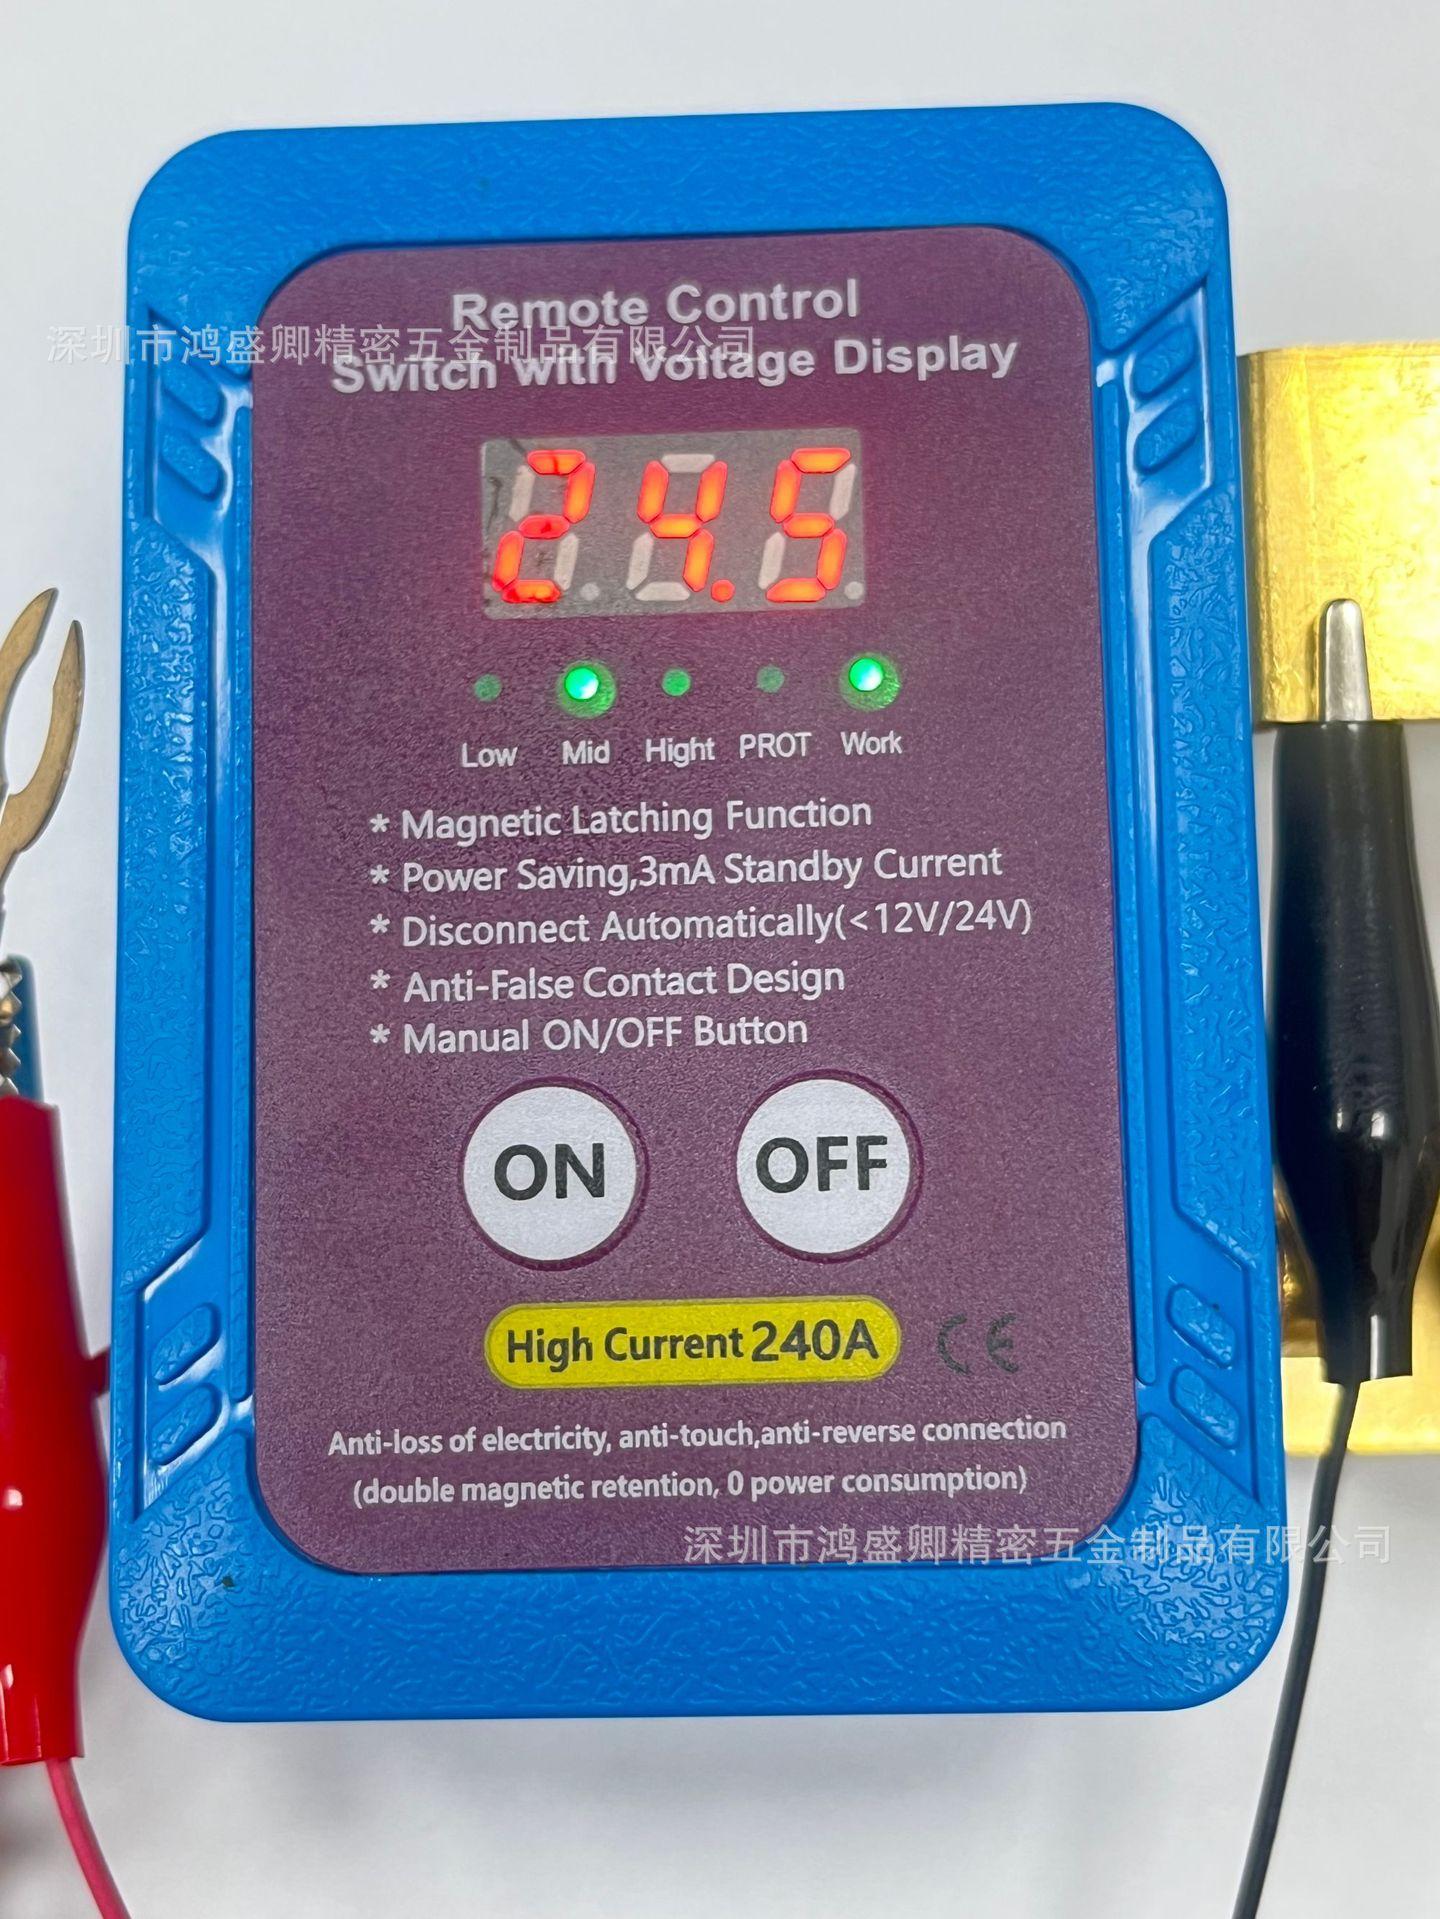 Remote Control
深圳市鸿盛卿精密五金制品有限公司
Switch with Voltage Display
24.5
Low Mid Hight PROT Work
* Magnetic Latching Function
* Power Saving,3mA Standby Current
* Disconnect Automatically(<12V/24V)
* Anti-False Contact Design
* Manual ON/OFF Button
ON OFF
High Current 240A CE
Anti-loss of electricity, anti-touch,anti-reverse connection
(double magnetic retention, 0 power consumption)
深圳市鸿盛卿精密五金制品有限公司